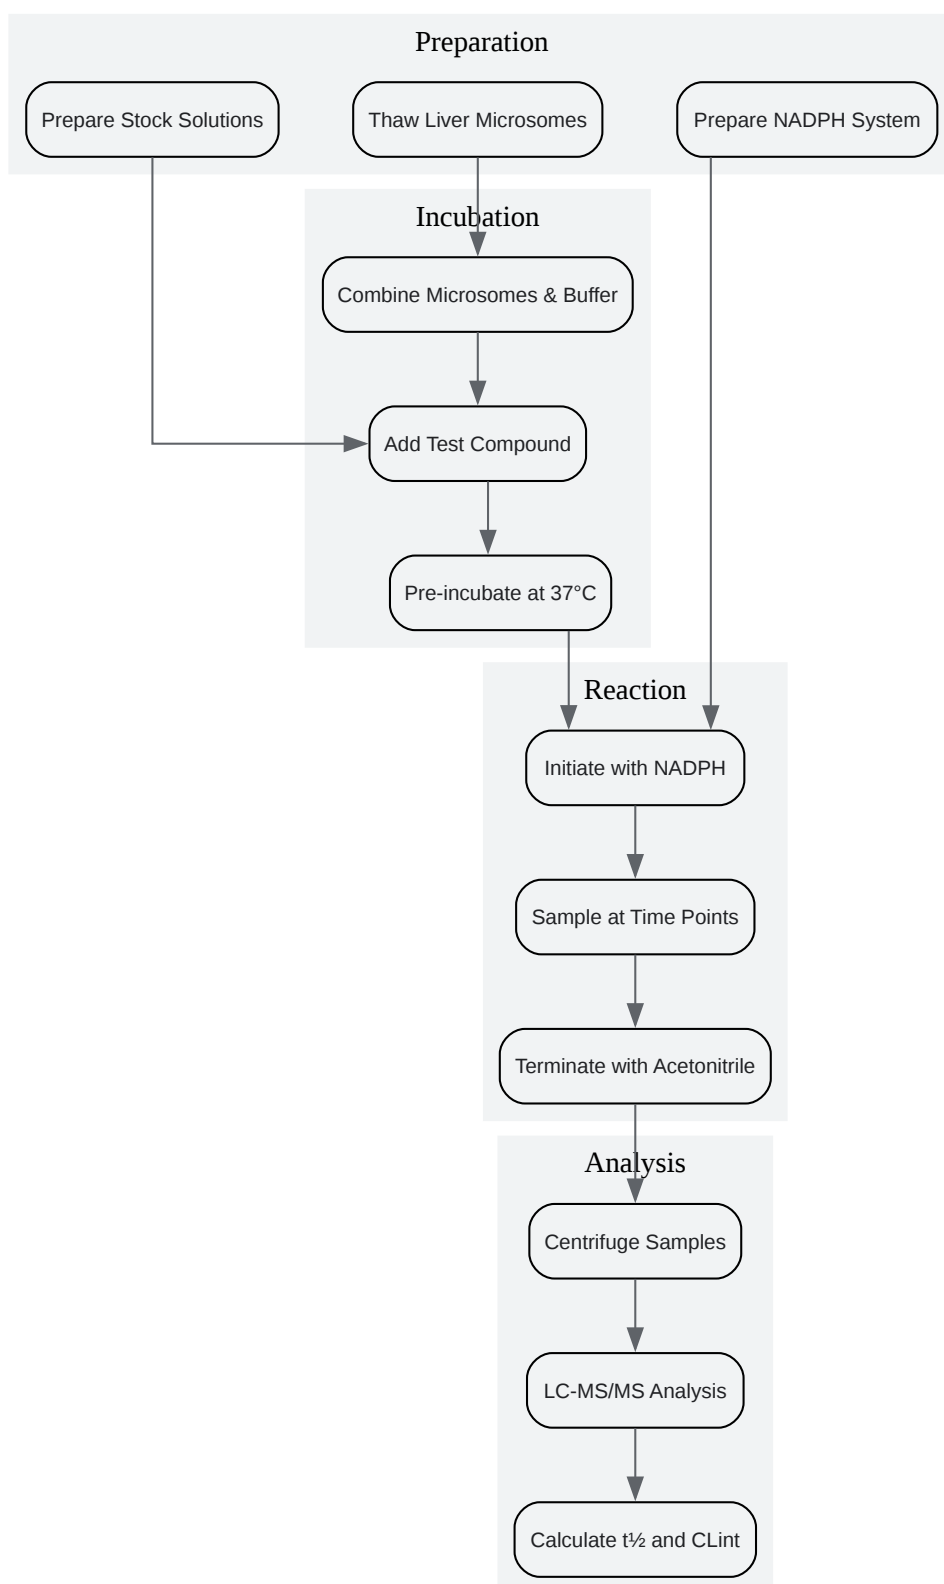 Preparation
Prepare Stock Solutions
Thaw Liver Microsomes
Prepare NADPH System
Incubation
Combine Microsomes & Buffer
Add Test Compound
Pre-incubate at 37°C
Reaction
Initiate with NADPH
Sample at Time Points
Terminate with Acetonitrile
Analysis
Centrifuge Samples
LC-MS/MS Analysis
Calculate t½ and CLint